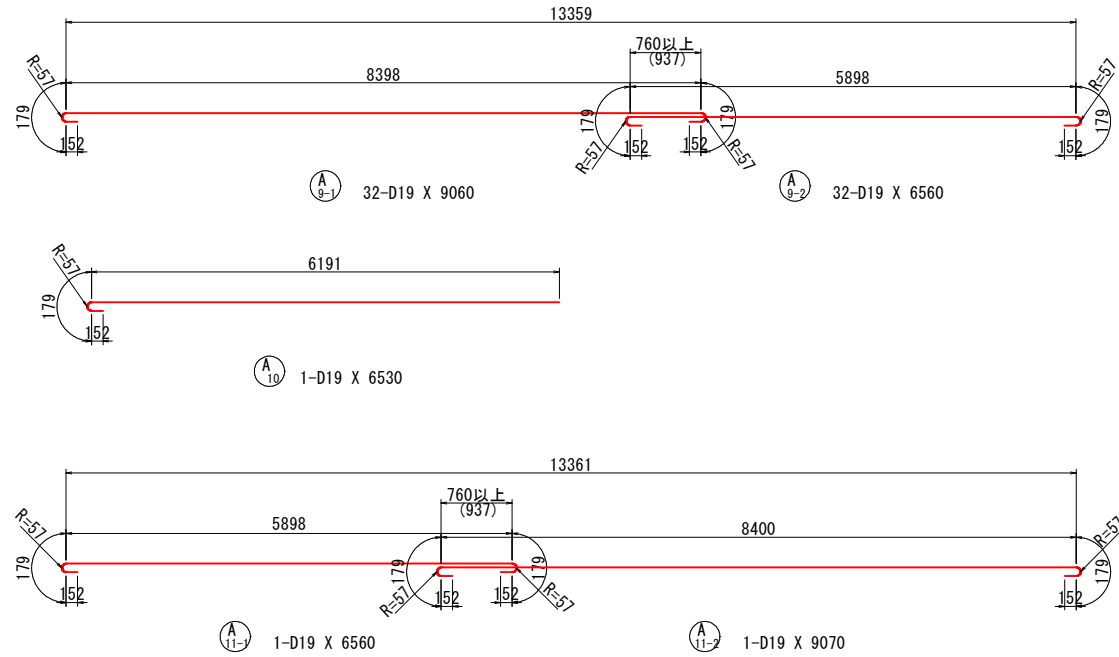 13359
760以上
(937)
8398
5898
R=57
R=57
179
179
179
179
152
152
152
152
R=57
R=57
A
9-1
32-D19 X 9060
A
9-2
32-D19 X 6560
R=57
6191
179
152
A
10
1-D19 X 6530
13361
760以上
(937)
5898
8400
R=57
R=57
179
179
179
179
152
152
152
152
R=57
R=57
A
11-1
1-D19 X 6560
A
11-2
1-D19 X 9070